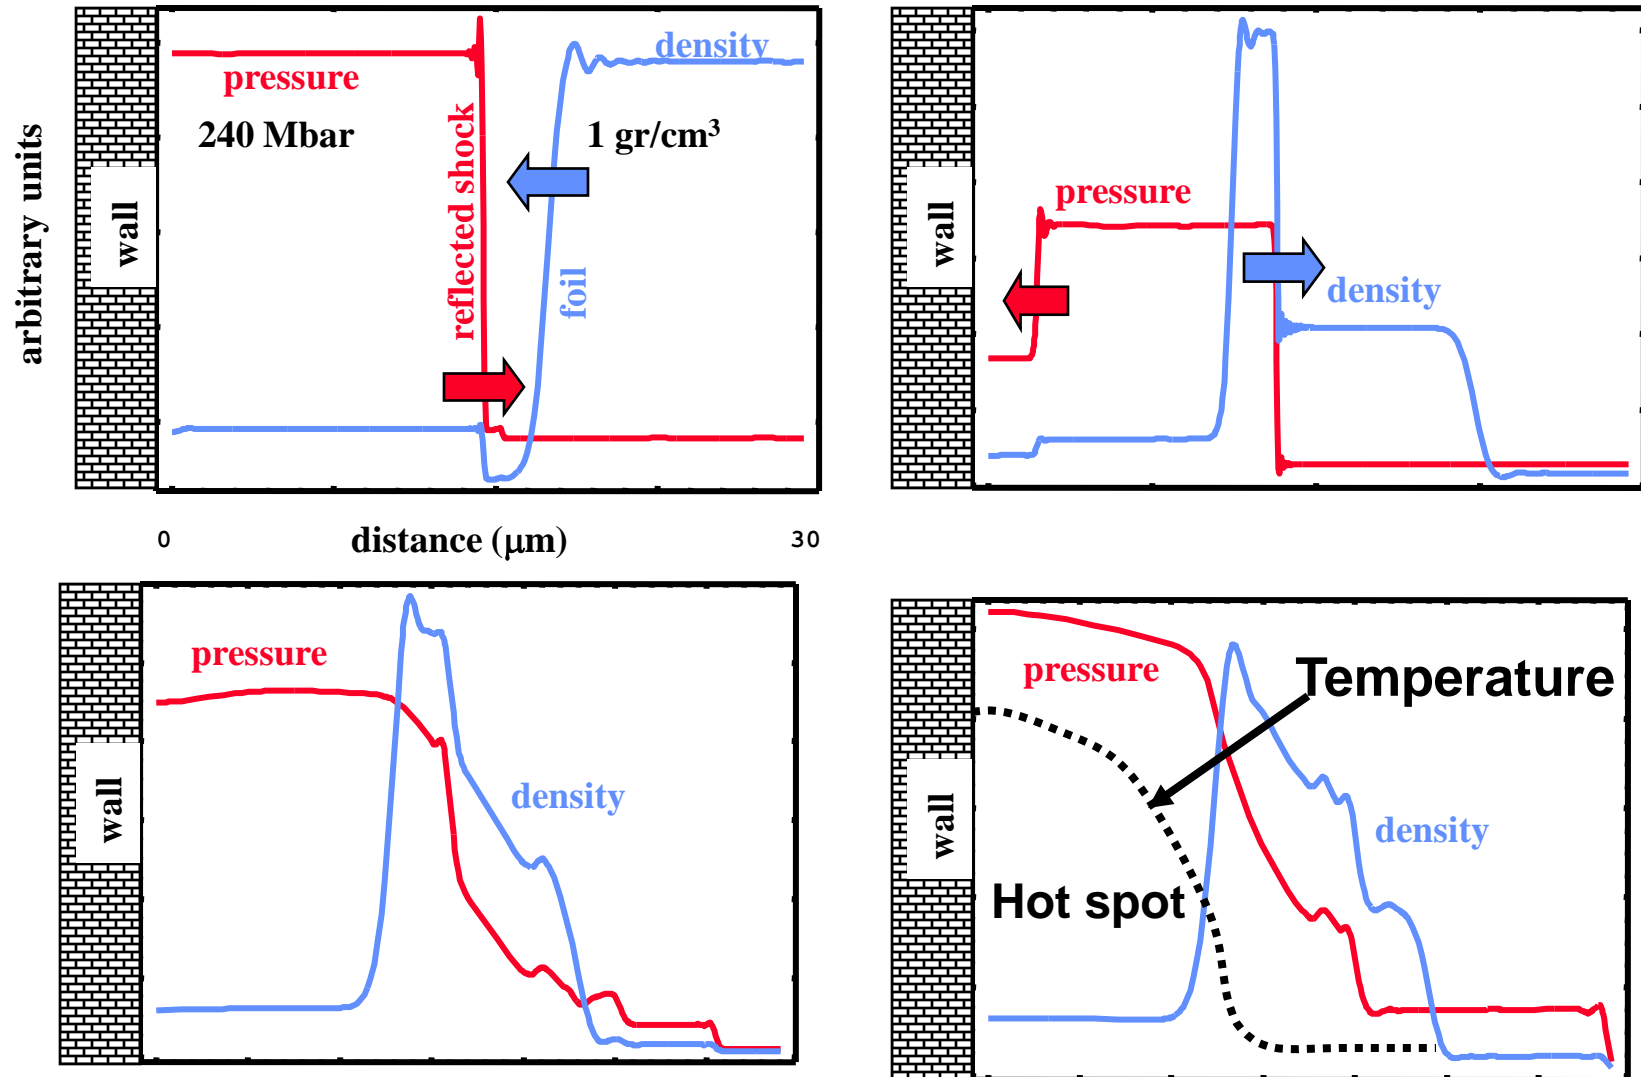 arbitrary units
wall
pressure
240 Mbar
reflected shock
foil
density
1 gr/cm³
0
distance (μm)
30
wall
pressure
density
wall
pressure
density
wall
pressure
Temperature
density
Hot spot